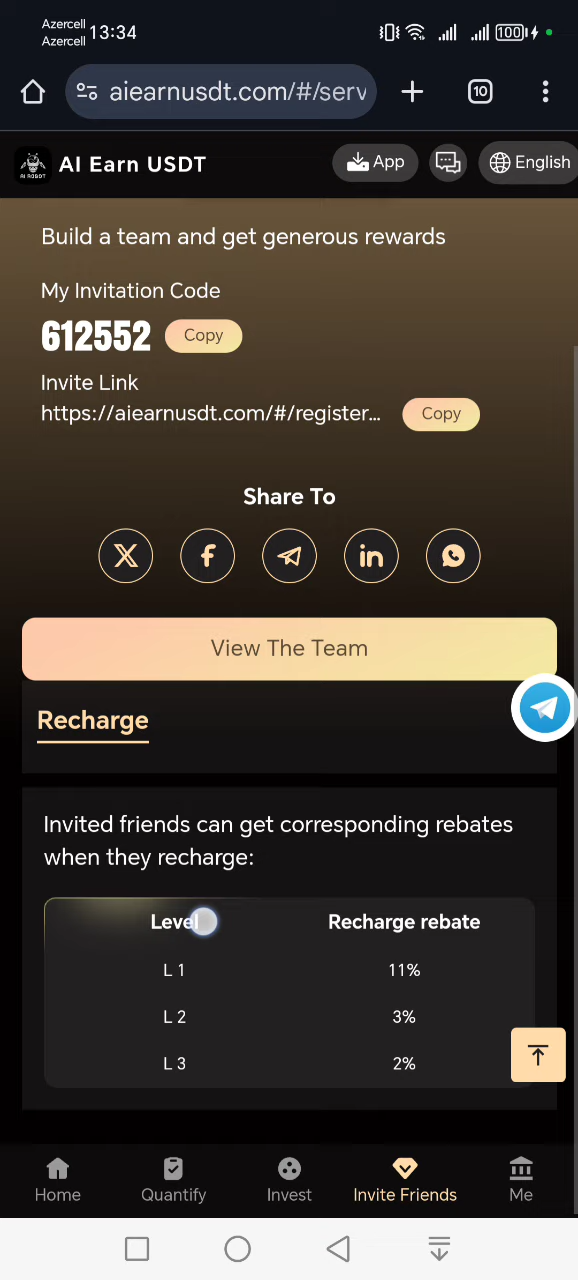 Azercell
Azercell
13:34
100
aiearnusdt.com/#/serv
10
AI ROBOT
AI Earn USDT
App
English
Build a team and get generous rewards
My Invitation Code
612552
Copy
Invite Link
https://aiearnusdt.com/#/register...
Copy
Share To
View The Team
Recharge
Invited friends can get corresponding rebates
when they recharge:
Level Recharge rebate
L 1 11%
L 2 3%
L 3 2%
Home Quantify Invest Invite Friends Me